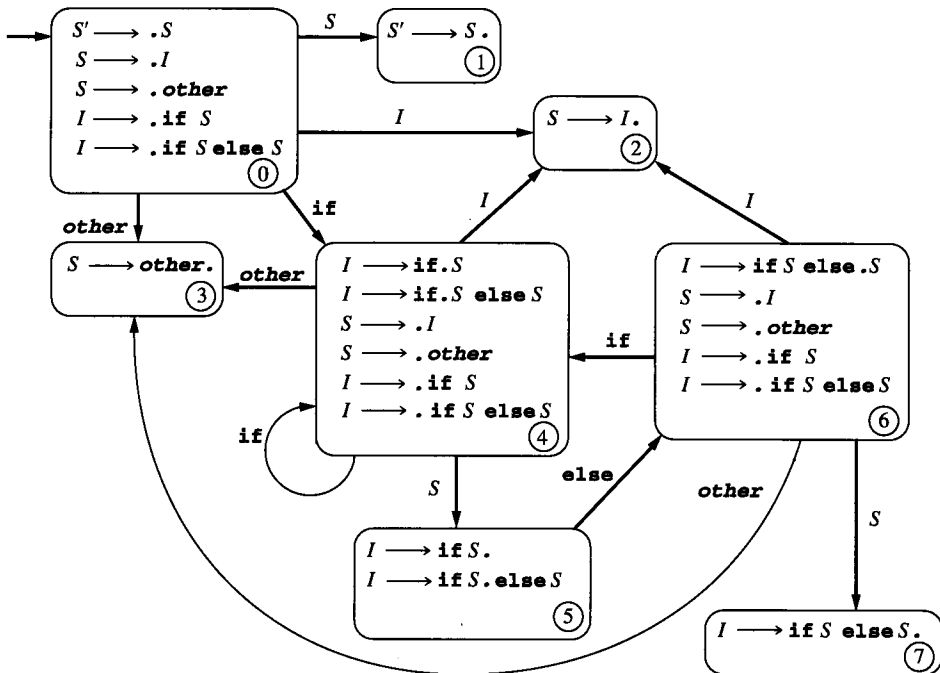 S' ⟶ .S
S ⟶ .I
S ⟶ .other
I ⟶ .if S
I ⟶ .if S else S
0
S
S' ⟶ S.
1
I
S ⟶ I.
2
other
if
I
I
S ⟶ other.
3
other
I ⟶ if.S
I ⟶ if.S else S
S ⟶ .I
S ⟶ .other
I ⟶ .if S
I ⟶ .if S else S
4
if
if
I ⟶ if S else.S
S ⟶ .I
S ⟶ .other
I ⟶ .if S
I ⟶ .if S else S
6
S
else
other
S
I ⟶ if S.
I ⟶ if S.else S
5
I ⟶ if S else S.
7